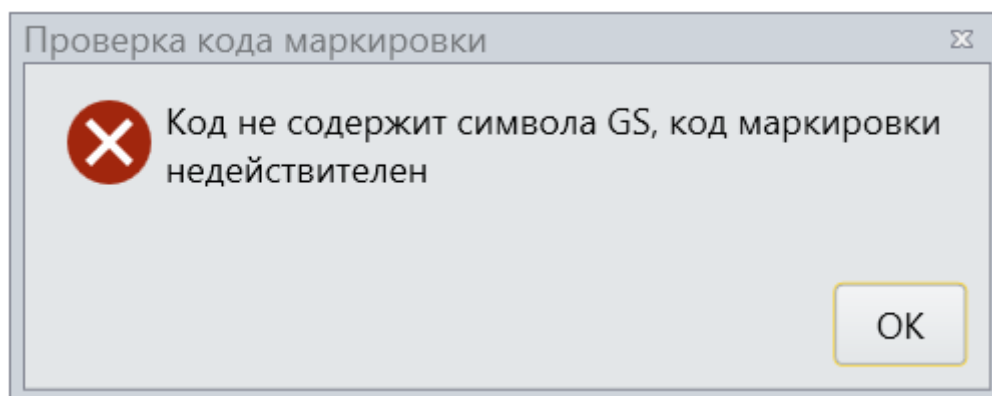 Проверка кода маркировки
Код не содержит символа GS, код маркировки
недействителен
OK